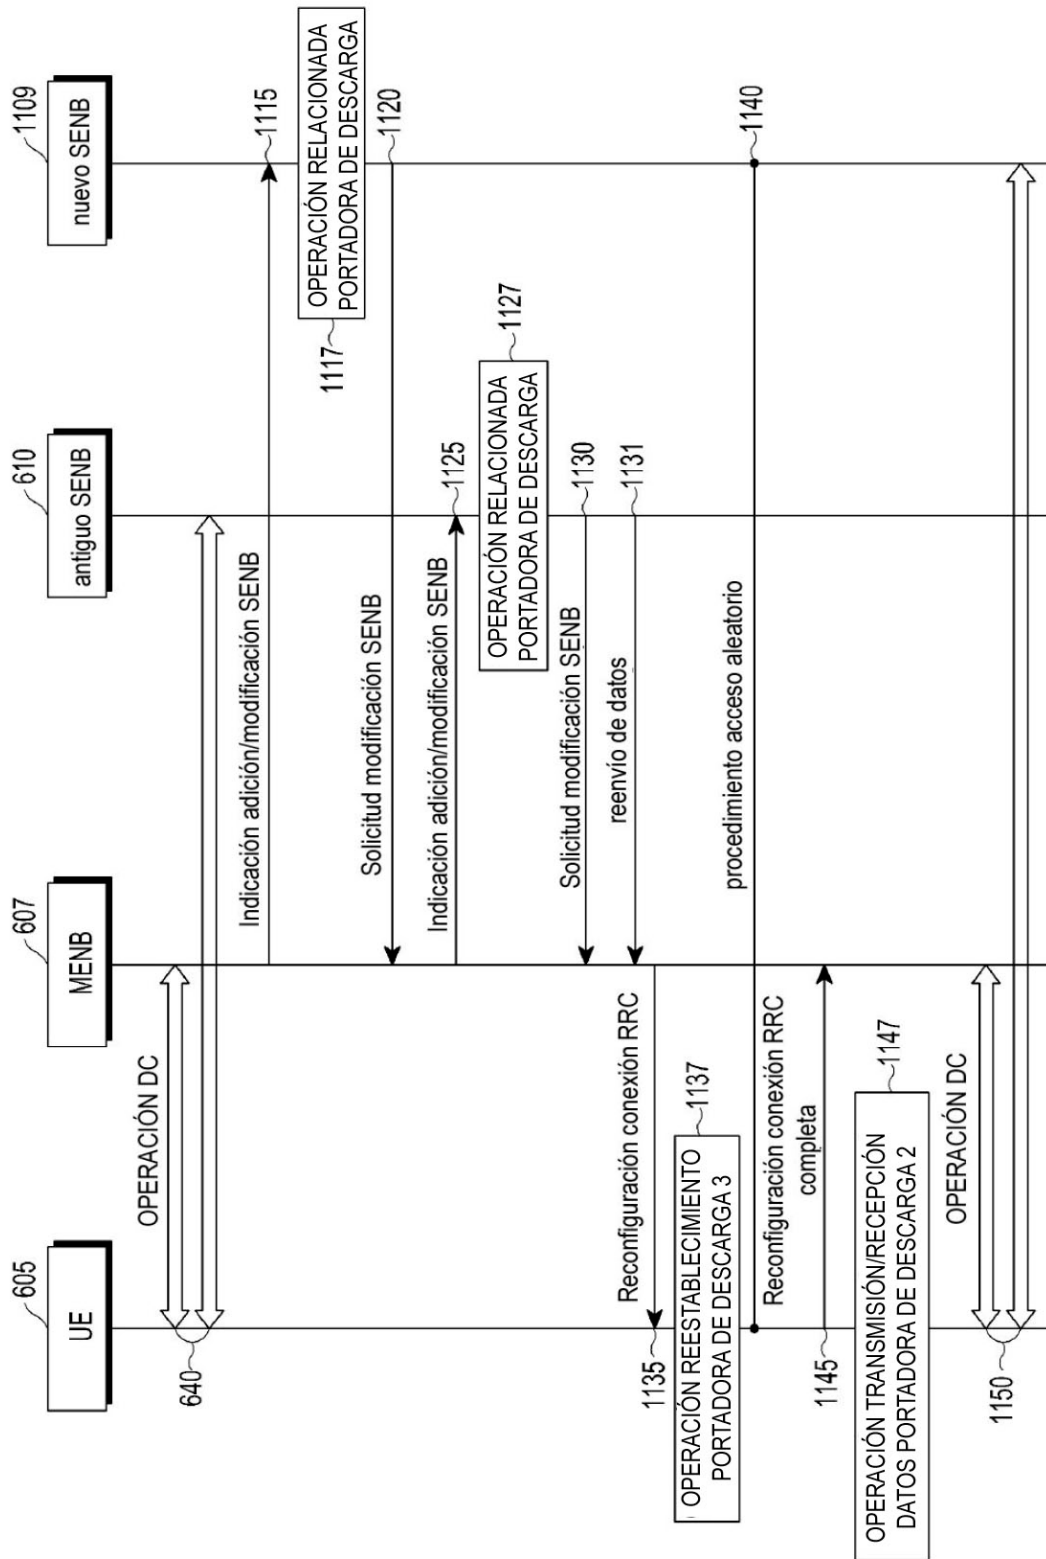 605
UE
607
MENB
610
antiguo SENB
1109
nuevo SENB
OPERACIÓN DC
640
Indicación adición/modificación SENB
1115
OPERACIÓN RELACIONADA
PORTADORA DE DESCARGA
1117
Solicitud modificación SENB
1120
Indicación adición/modificación SENB
1125
OPERACIÓN RELACIONADA
PORTADORA DE DESCARGA
1127
Solicitud modificación SENB
1130
reenvío de datos
1131
Reconfiguración conexión RRC
1135
OPERACIÓN REESTABLECIMIENTO
PORTADORA DE DESCARGA 3
1137
procedimiento acceso aleatorio
1140
Reconfiguración conexión RRC
completa
1145
OPERACIÓN TRANSMISIÓN/RECEPCIÓN
DATOS PORTADORA DE DESCARGA 2
1147
OPERACIÓN DC
1150